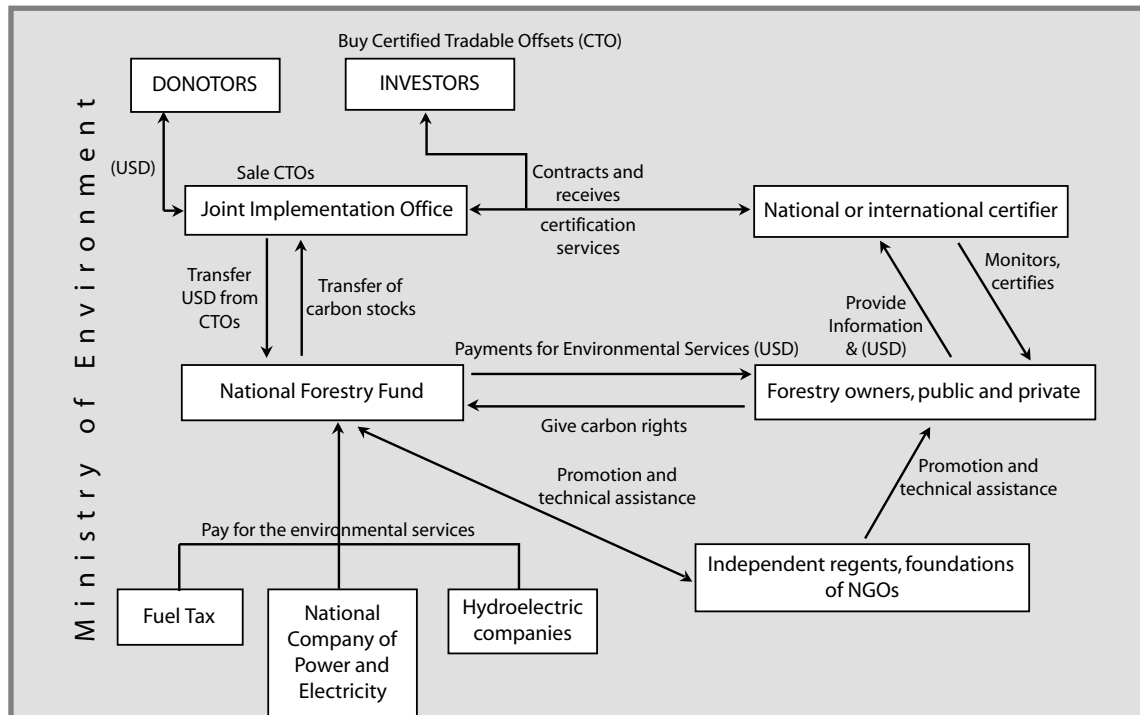 Ministry of Environment
Buy Certified Tradable Offsets (CTO)
DONOTORS
INVESTORS
(USD)
Sale CTOs
Contracts and
receives
Joint Implementation Office
certification
services
National or international certifier
Transfer
USD from
CTOs
Transfer of
carbon stocks
Provide
Information
& (USD)
Monitors,
certifies
Payments for Environmental Services (USD)
National Forestry Fund
Forestry owners, public and private
Give carbon rights
Promotion and
technical assistance
Promotion and
technical assistance
Pay for the environmental services
Independent regents, foundations
of NGOs
Fuel Tax
National
Company of
Power and
Electricity
Hydroelectric
companies